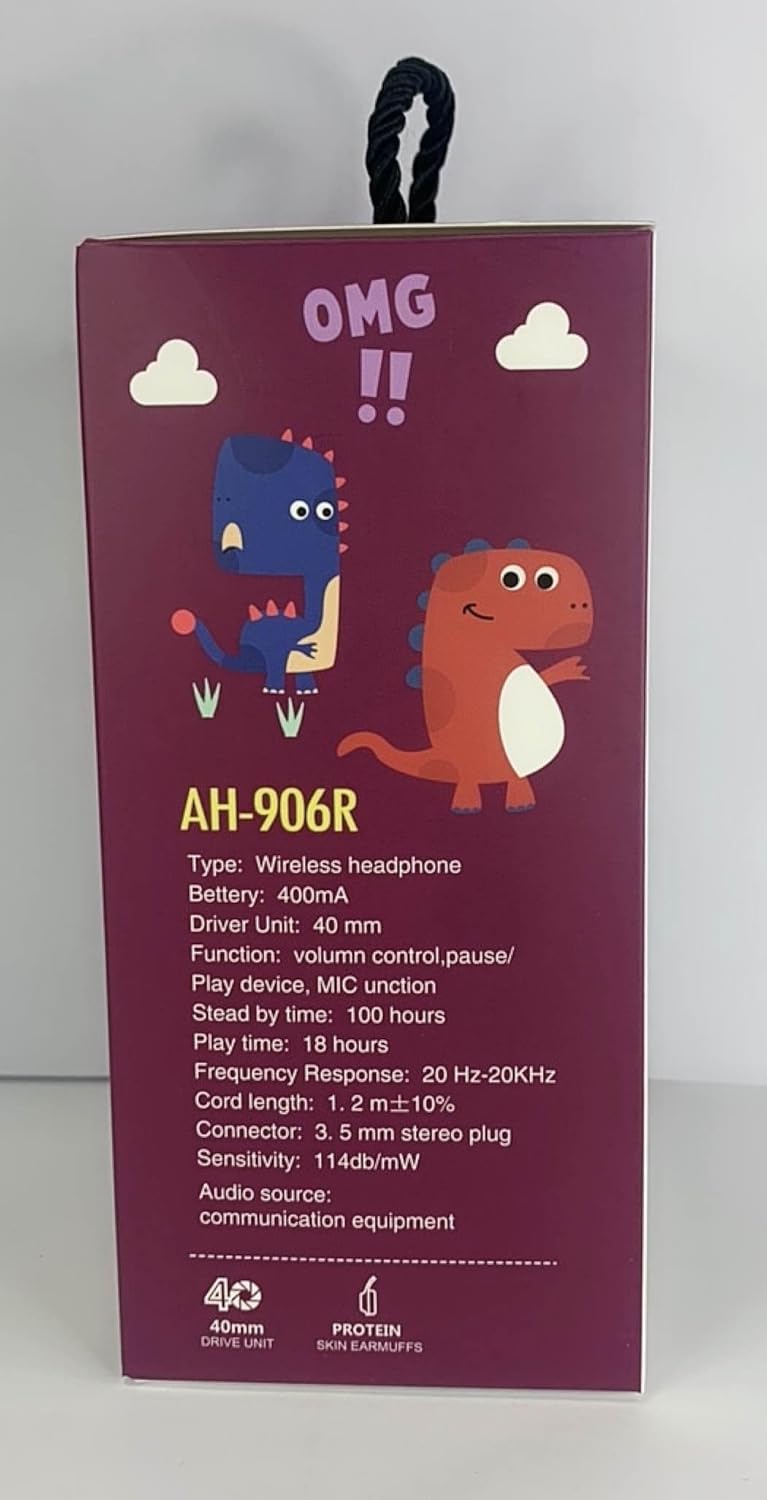 OMG
!!
AH-906R
Type: Wireless headphone
Bettery: 400mA
Driver Unit: 40 mm
Function: volumn control,pause/
Play device, MIC unction
Stead by time: 100 hours
Play time: 18 hours
Frequency Response: 20 Hz-20KHz
Cord length: 1. 2 m±10%
Connector: 3. 5 mm stereo plug
Sensitivity: 114db/mW
Audio source:
communication equipment
40
40mm
DRIVE UNIT
PROTEIN
SKIN EARMUFFS